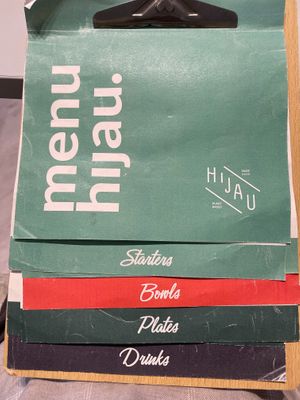 menu
hijau.
HIJAU
Starters
Bowls
Plates
Drinks